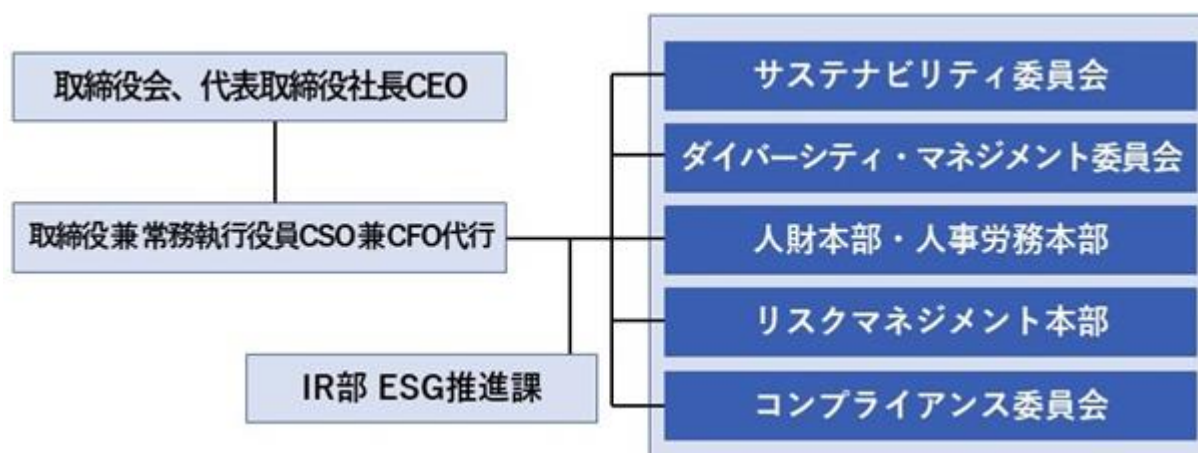 取締役会、代表取締役社長CEO
取締役 兼 常務執行役員CSO 兼 CFO代行
IR部 ESG推進課
サステナビリティ委員会
ダイバーシティ・マネジメント委員会
人財本部・人事労務本部
リスクマネジメント本部
コンプライアンス委員会